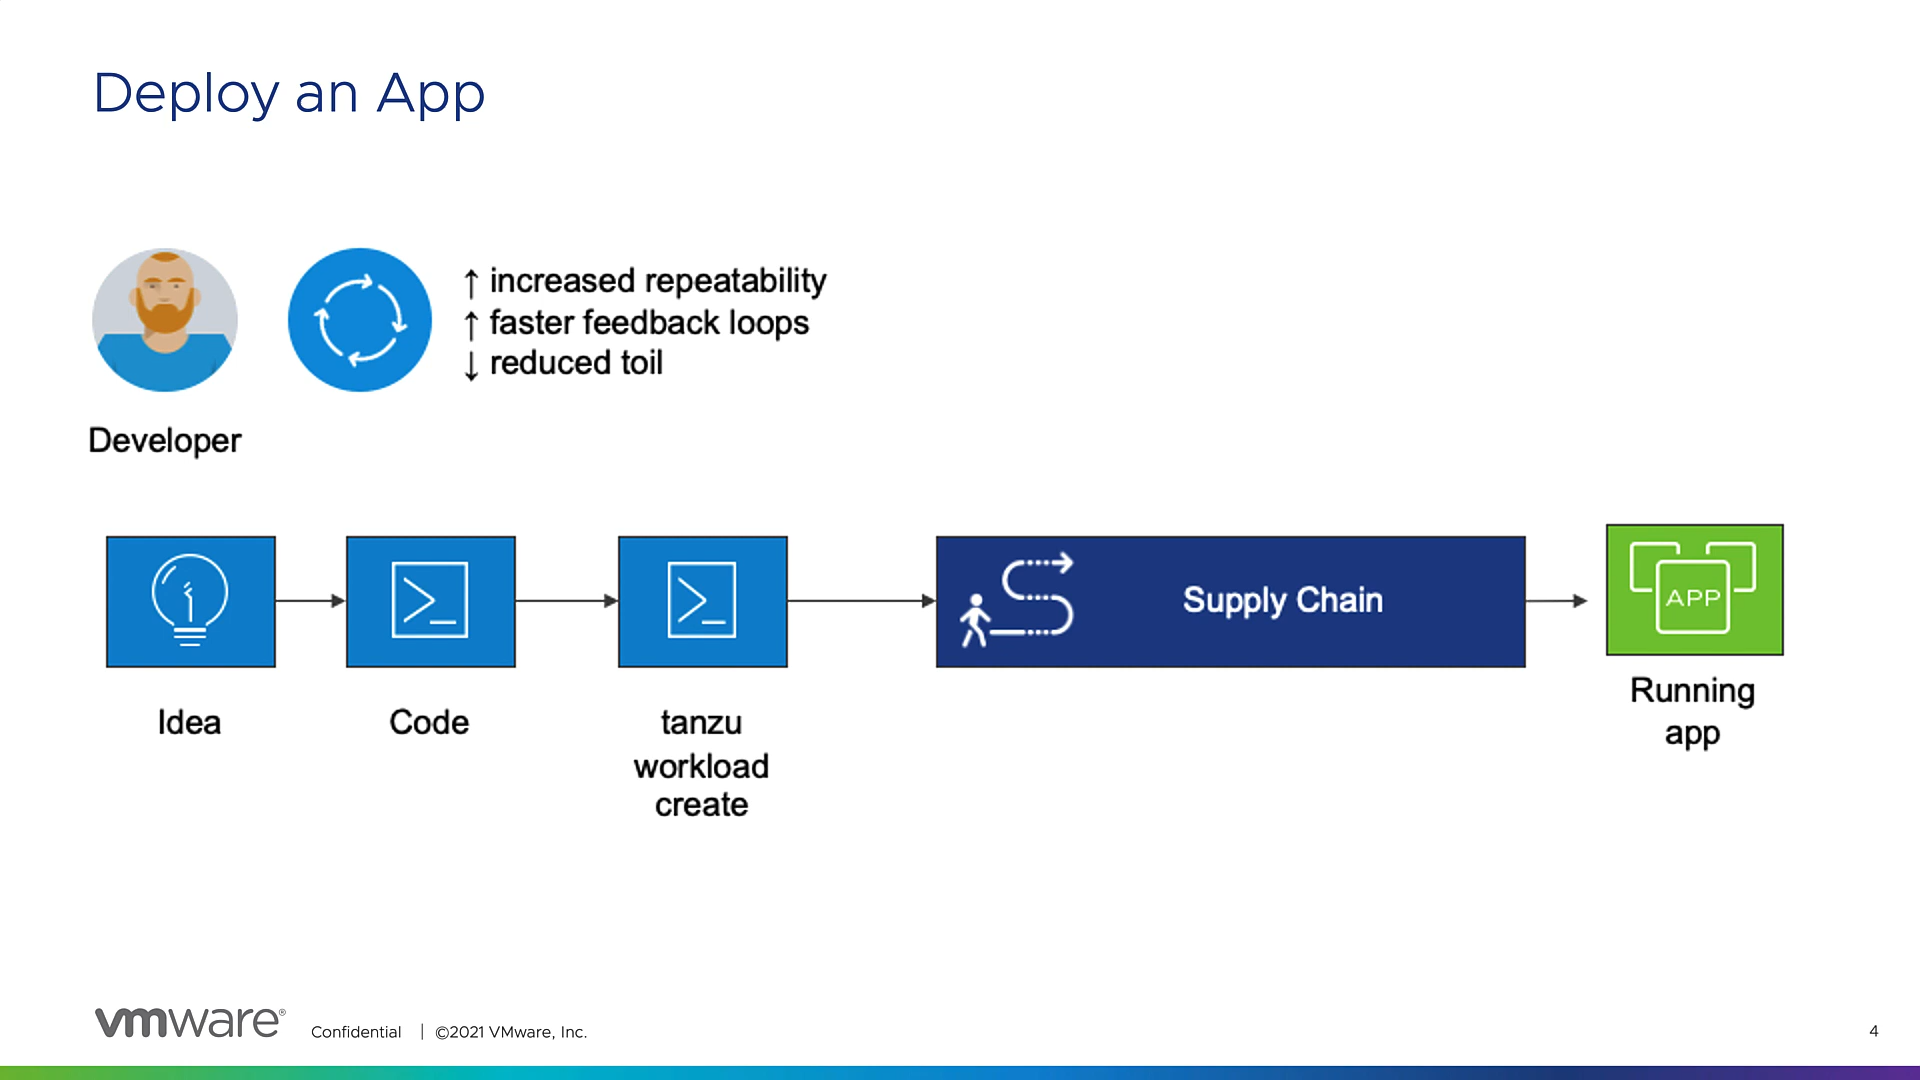 Deploy an App
↑ increased repeatability
↑ faster feedback loops
↓ reduced toil
Developer
Supply Chain
APP
Idea
Code
tanzu
workload
create
Running
app
vmware®
Confidential | ©2021 VMware, Inc.
4